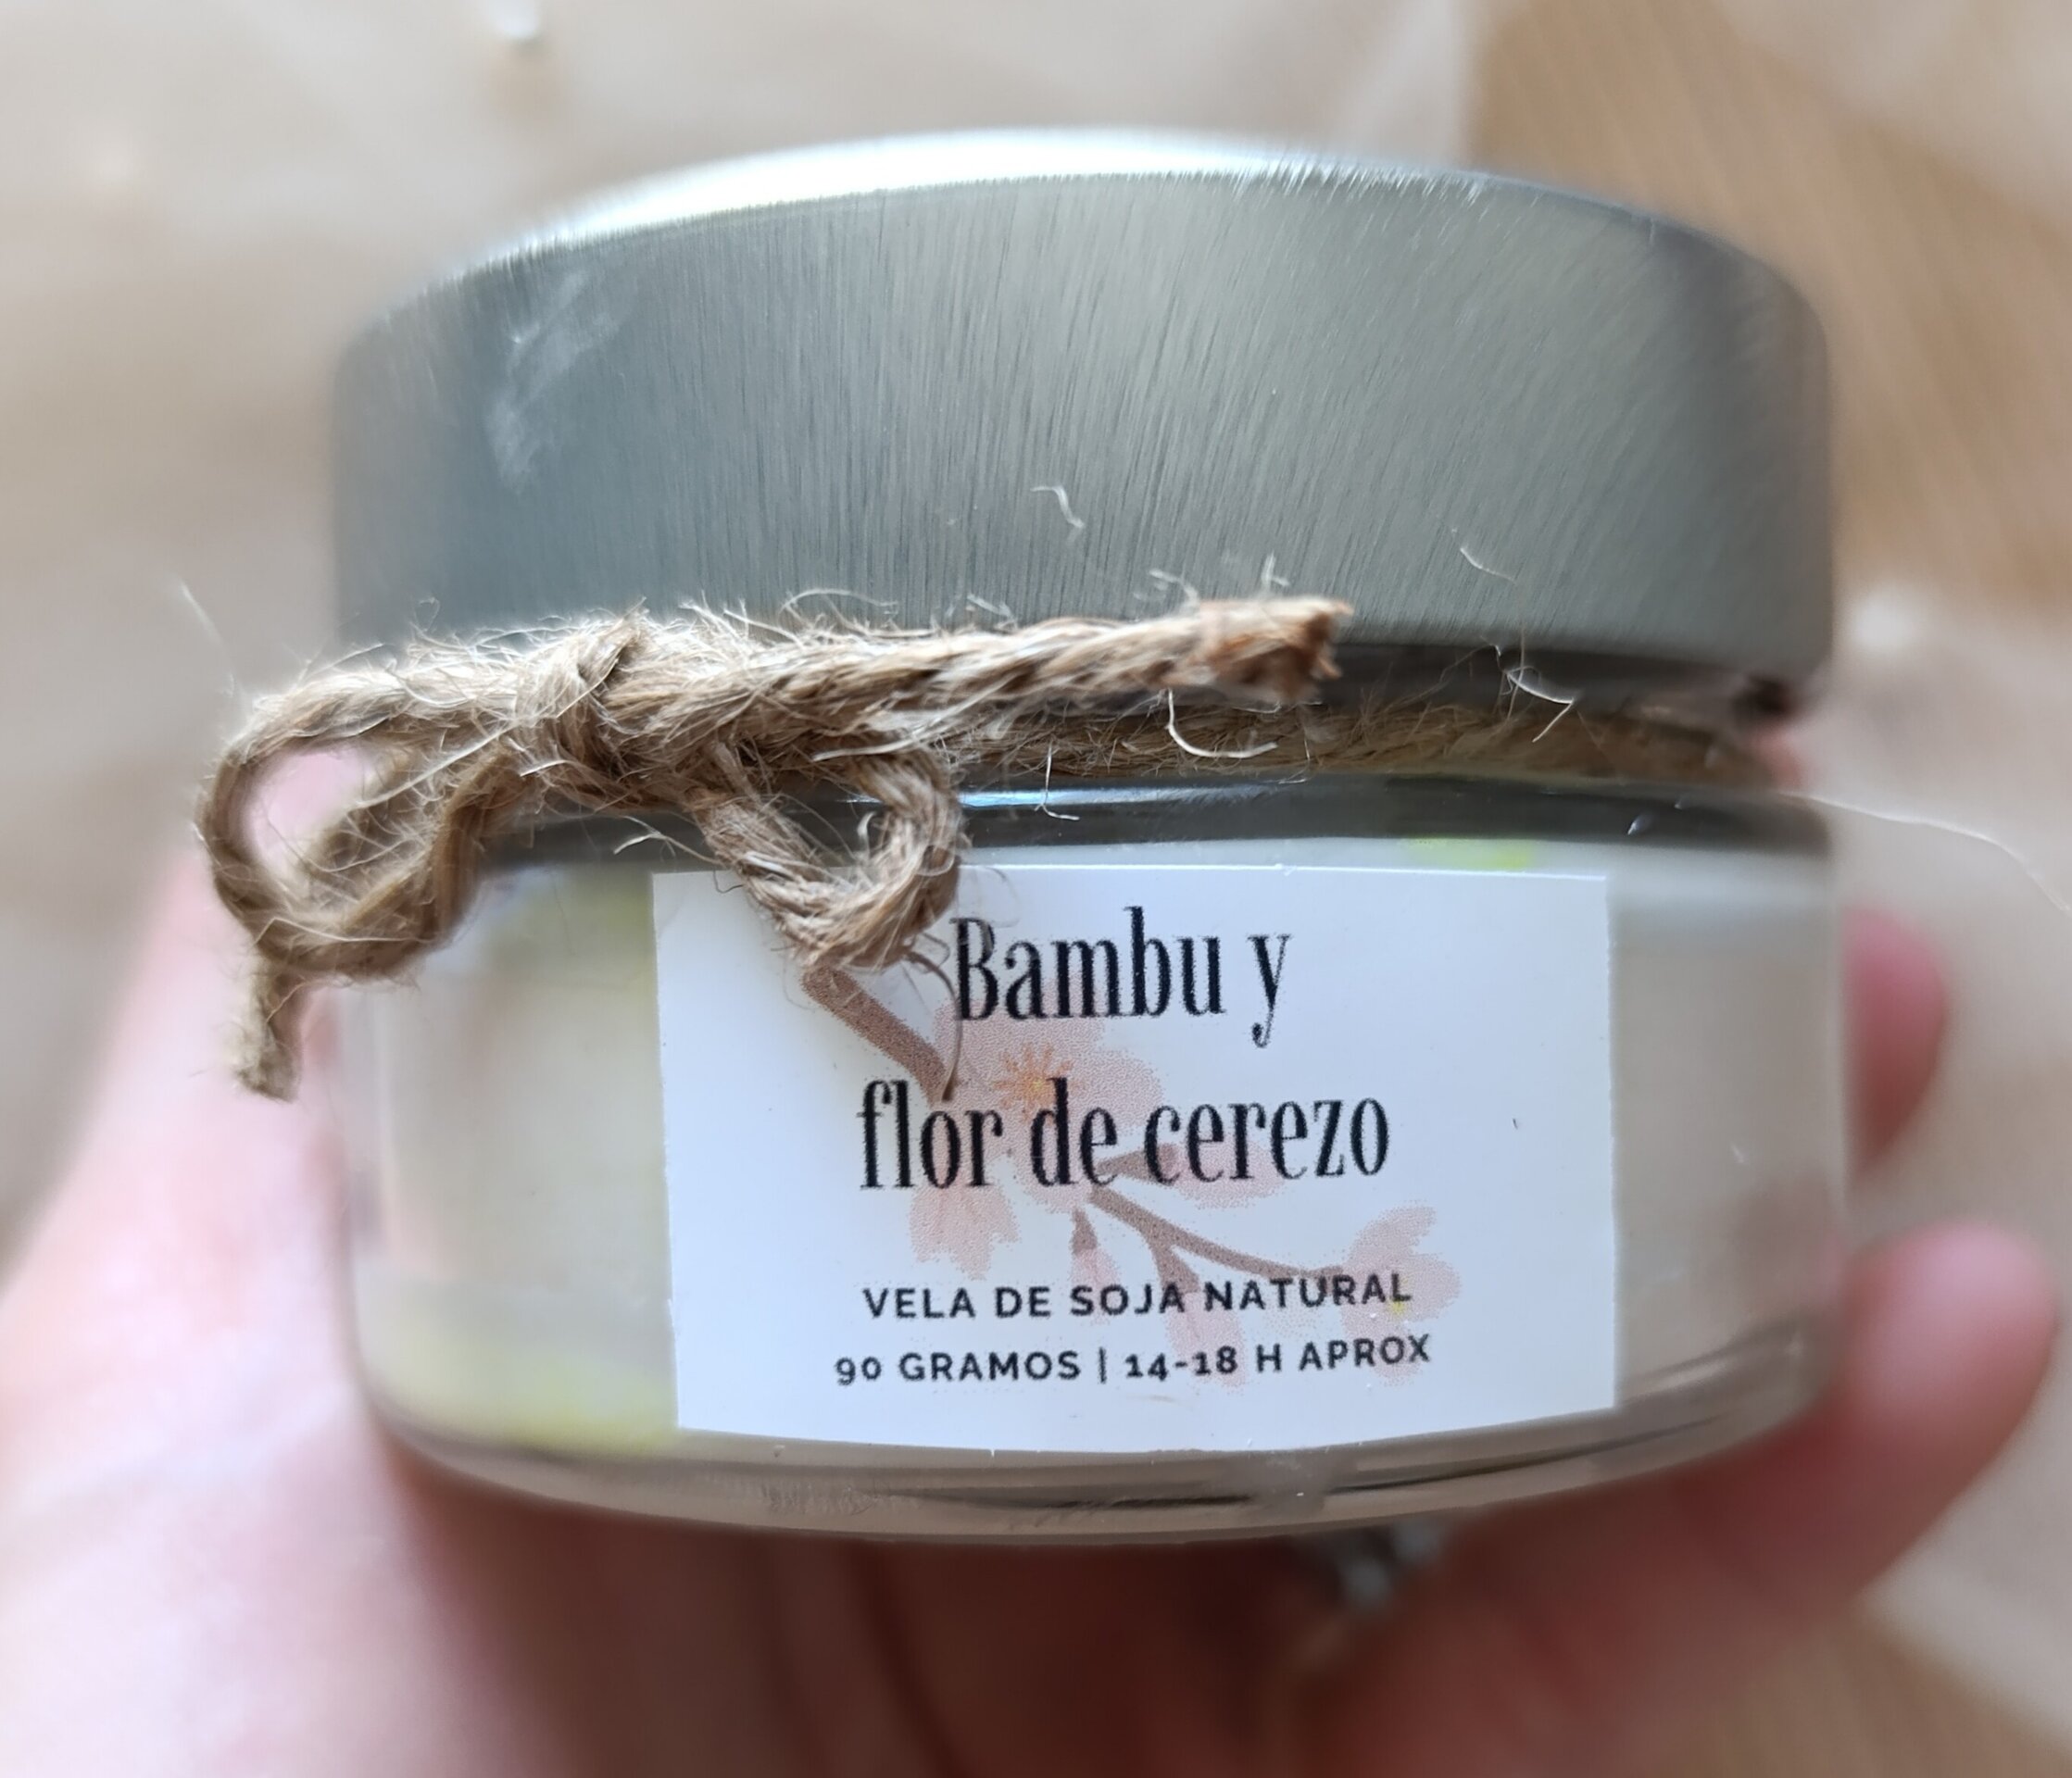 Bambu y
flor de cerezo
VELA DE SOJA NATURAL
90 GRAMOS | 14-18 H APROX